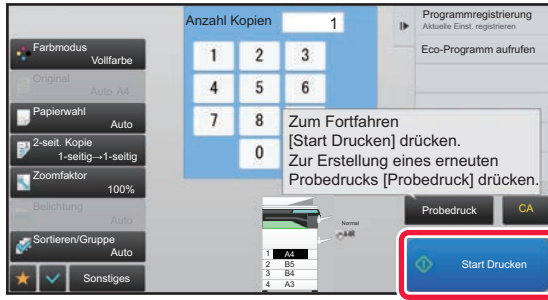 Anzahl Kopien
1
Programmregistrierung
Aktuelle Einst. registrieren
Eco-Programm aufrufen
Farbmodus
Vollfarbe
Original
Auto A4
Papierwahl
Auto
2-seit. Kopie
1-seitig→1-seitig
Zoomfaktor
100%
Belichtung
Auto
Sortieren/Gruppe
Auto
Sonstiges
1 2 3
4 5 6
7 8
0
Zum Fortfahren
[Start Drucken] drücken.
Zur Erstellung eines erneuten
Probedrucks [Probedruck] drücken.
Normal
1 A4
2 B5
3 B4
4 A3
Probedruck
CA
Start Drucken